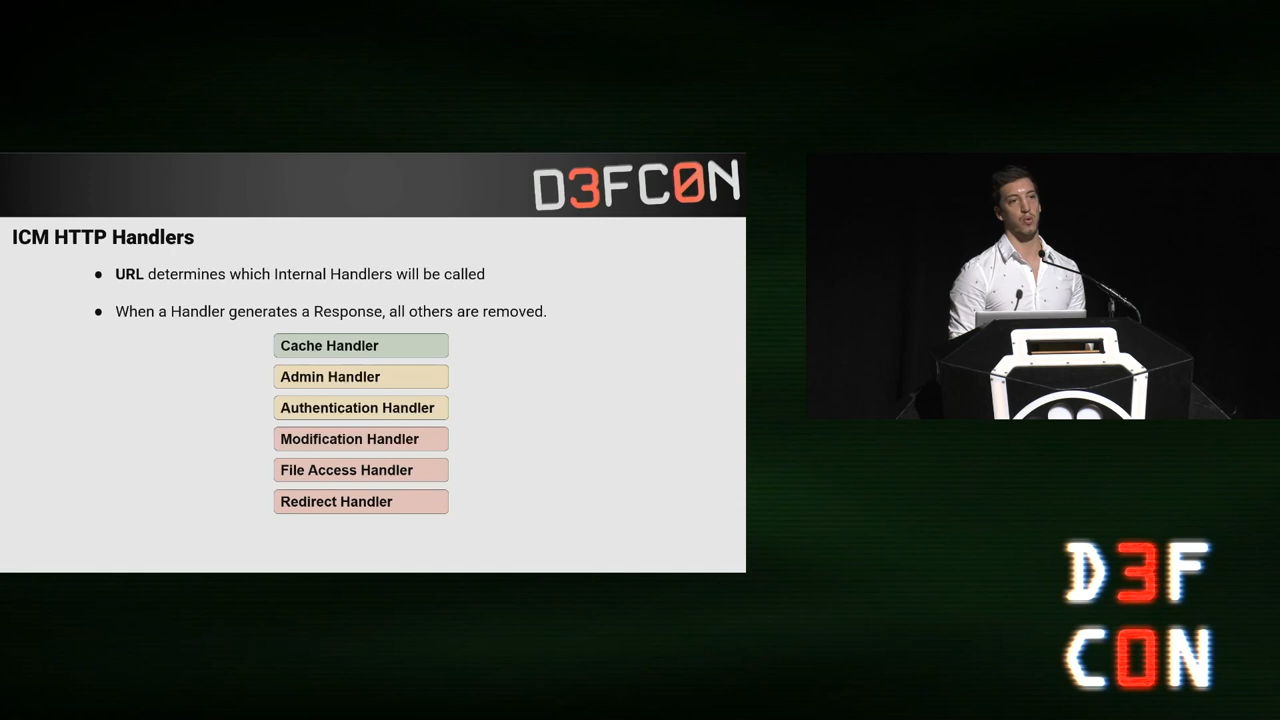 D3FC0N
ICM HTTP Handlers
● URL determines which Internal Handlers will be called
● When a Handler generates a Response, all others are removed.
Cache Handler
Admin Handler
Authentication Handler
Modification Handler
File Access Handler
Redirect Handler
D3F
C0N